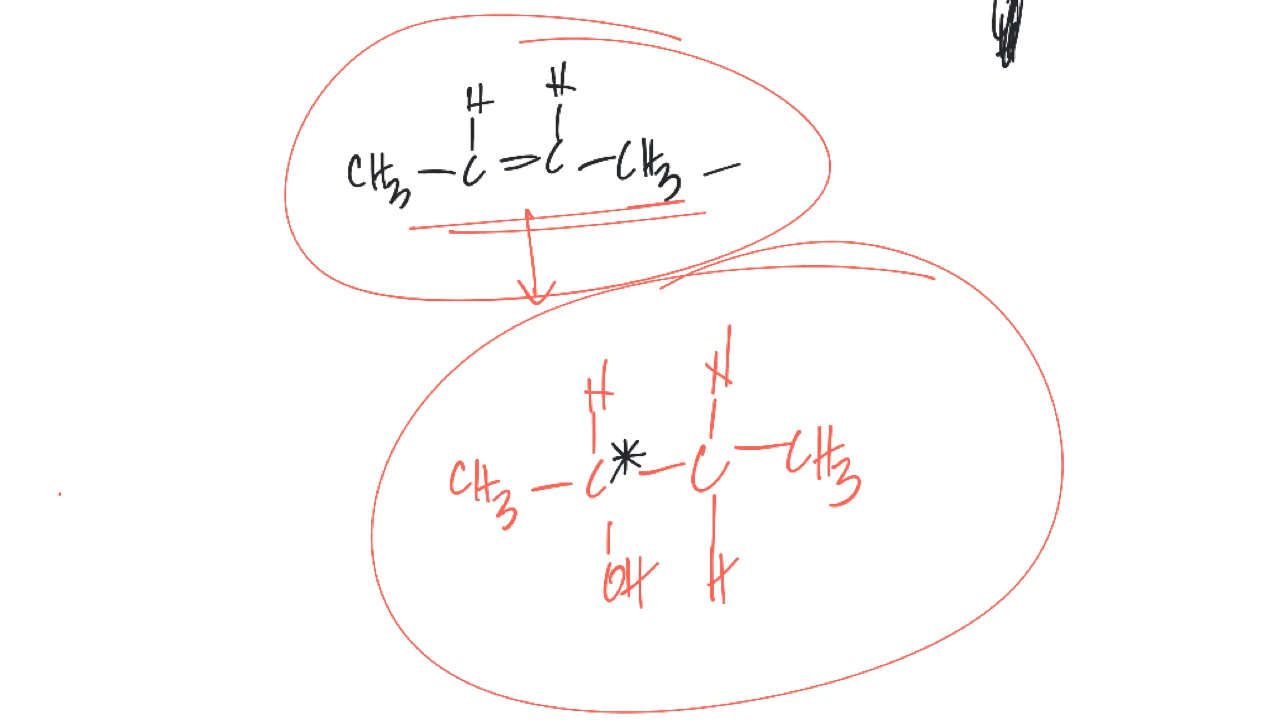 H H
CH3 — C = C — CH3 —
H H
CH3 — C* — C — CH3
OH H